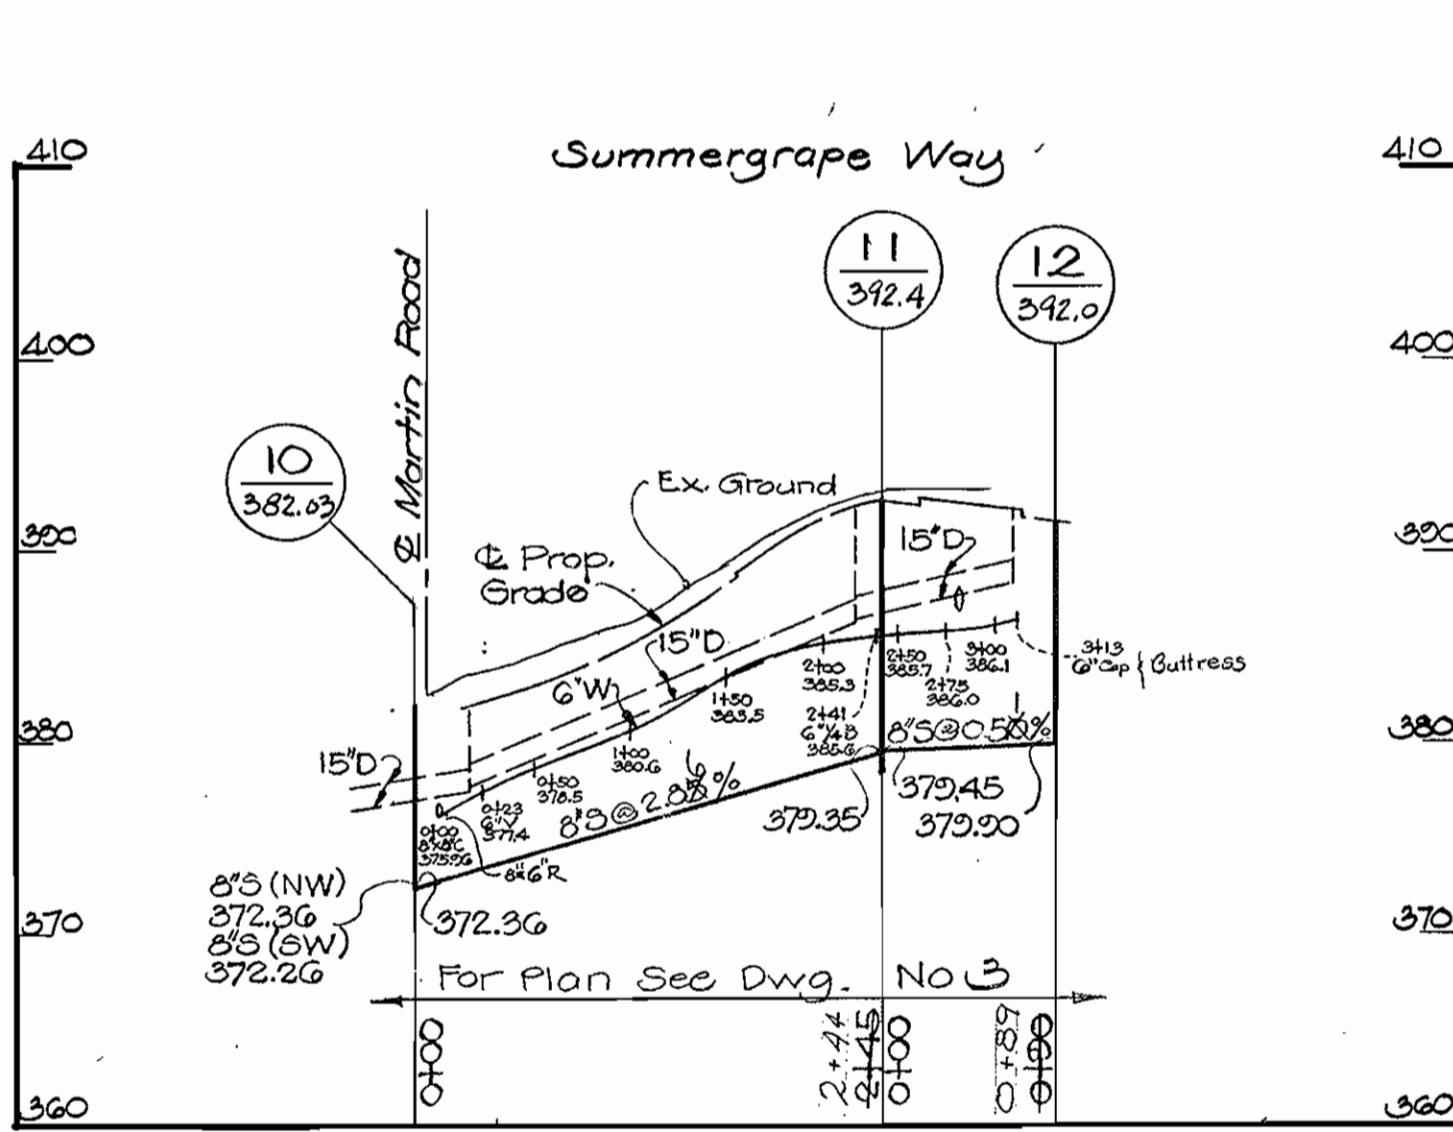 Summergrape Way
410
410
400
400
390
390
380
380
370
370
360
360
10
382.03
11
392.4
12
392.0
℄ Martin Road
Ex. Ground
℄ Prop.
Grade
15"D
15"D
15"D
6"W
0+00
8"x8"C
375.96
0+23
6"V
377.4
0+50
378.5
1+00
380.6
1+50
383.5
2+00
385.3
2+41
385.6
2+50
385.7
2+75
386.0
3+00
386.1
3+13
6" Cap { Buttress
8"x6"R
8"S@2.86%
8"S@0.5%
379.35
379.45
379.90
8"S (NW)
372.36
8"S (SW)
372.26
372.36
For Plan See Dwg. No 3
0+00
2+44
2+45
0+00
0+89
0+90